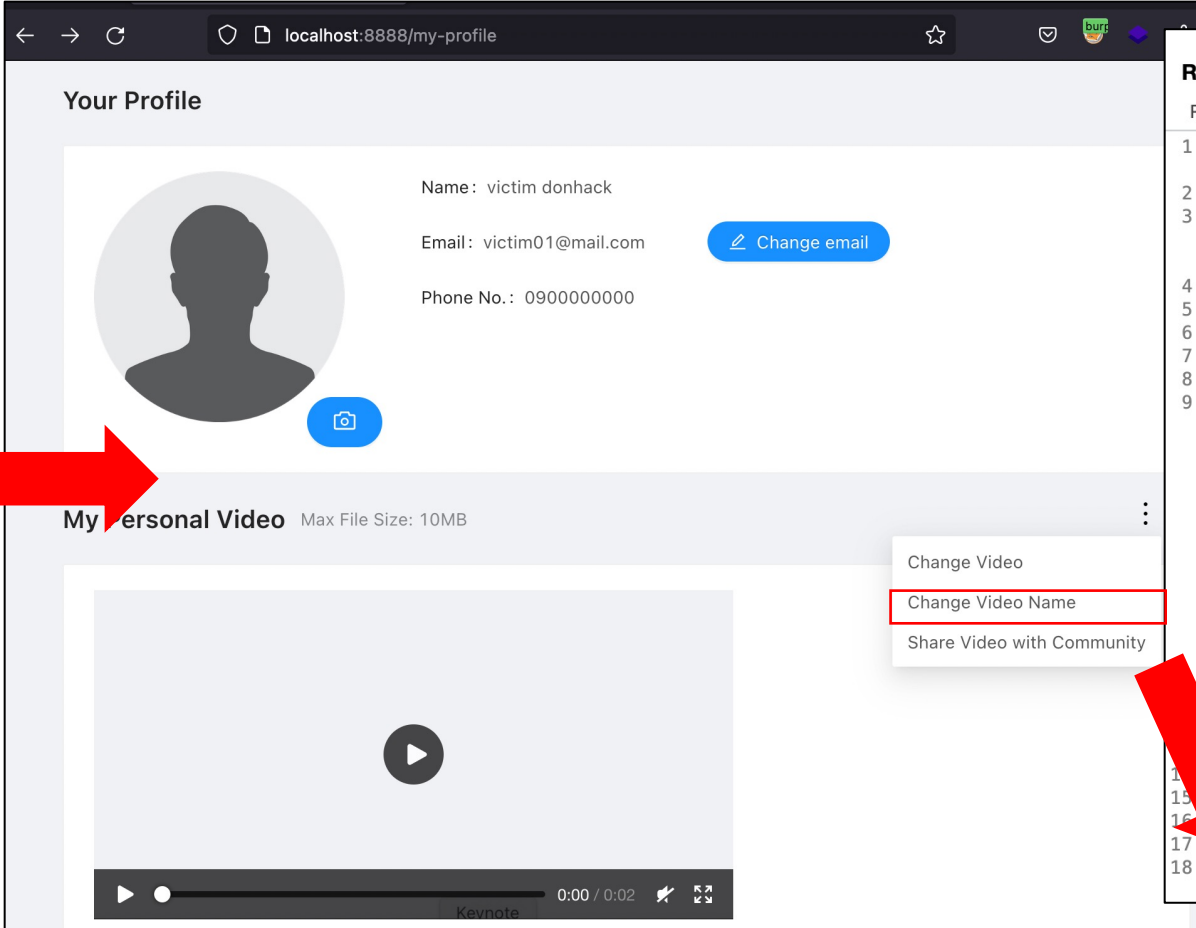 localhost:8888/my-profile
burp
Your Profile
Name: victim donhack
Email: victim01@mail.com
Change email
Phone No.: 0900000000
My Personal Video Max File Size: 10MB
Change Video
Change Video Name
Share Video with Community
0:00 / 0:02
Keynote
R
1
2
3
4
5
6
7
8
9
15
16
17
18